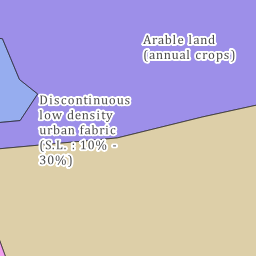 Arable land
(annual crops)
Discontinuous
low density
urban fabric
(S.L. : 10% -
30%)